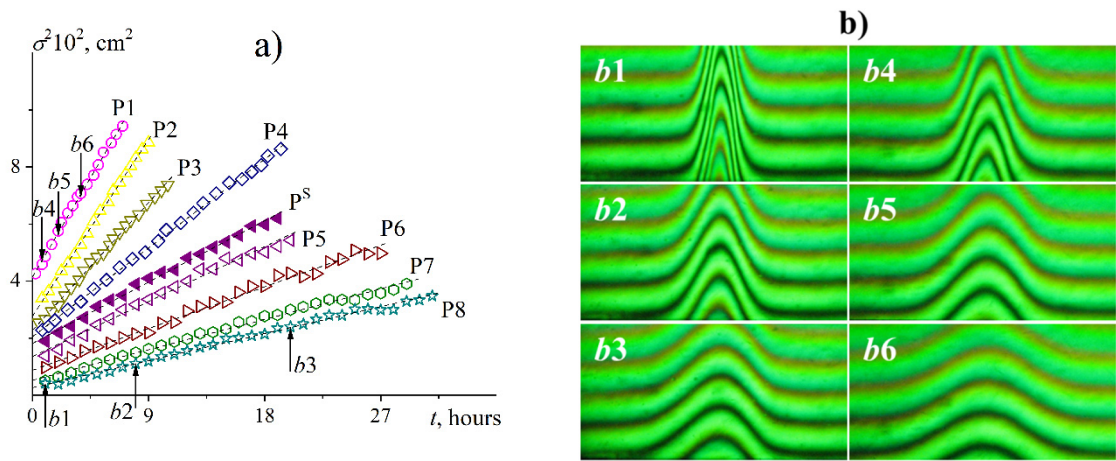 σ²10², cm²
a)
P1
P2
P3
P4
Pˢ
P5
P6
P7
P8
b6
b5
b4
b3
b1
b2
8
4
0
9
18
27
t, hours
b)
b1
b4
b2
b5
b3
b6